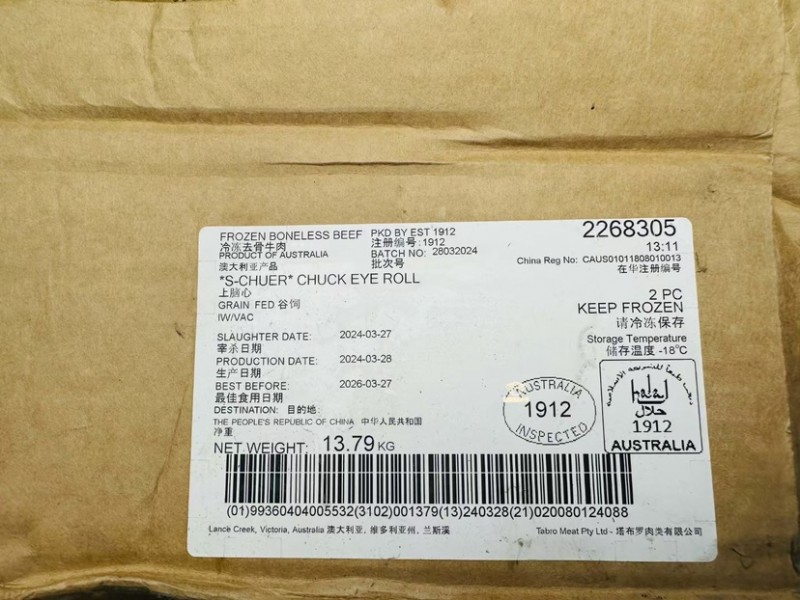 FROZEN BONELESS BEEF
冷冻去骨牛肉
PRODUCT OF AUSTRALIA
澳大利亚产品
PKD BY EST 1912
注册编号:1912
BATCH NO: 28032024
批次号
2268305
13:11
China Reg No: CAUS01011808010013
在华注册编号
*S-CHUER* CHUCK EYE ROLL
上脑心
GRAIN FED 谷饲
IW/VAC
2 PC
KEEP FROZEN
请冷冻保存
Storage Temperature
储存温度 -18°C
SLAUGHTER DATE: 2024-03-27
宰杀日期
PRODUCTION DATE: 2024-03-28
生产日期
BEST BEFORE: 2026-03-27
最佳食用日期
DESTINATION: 目的地:
THE PEOPLE'S REPUBLIC OF CHINA 中华人民共和国
净重
NET WEIGHT: 13.79 KG
AUSTRALIA
1912
INSPECTED
halal
حلال
1912
AUSTRALIA
(01)99360404005532(3102)001379(13)240328(21)020080124088
Lance Creek, Victoria, Australia 澳大利亚, 维多利亚州, 兰斯溪
Tabro Meat Pty Ltd - 塔布罗肉类有限公司